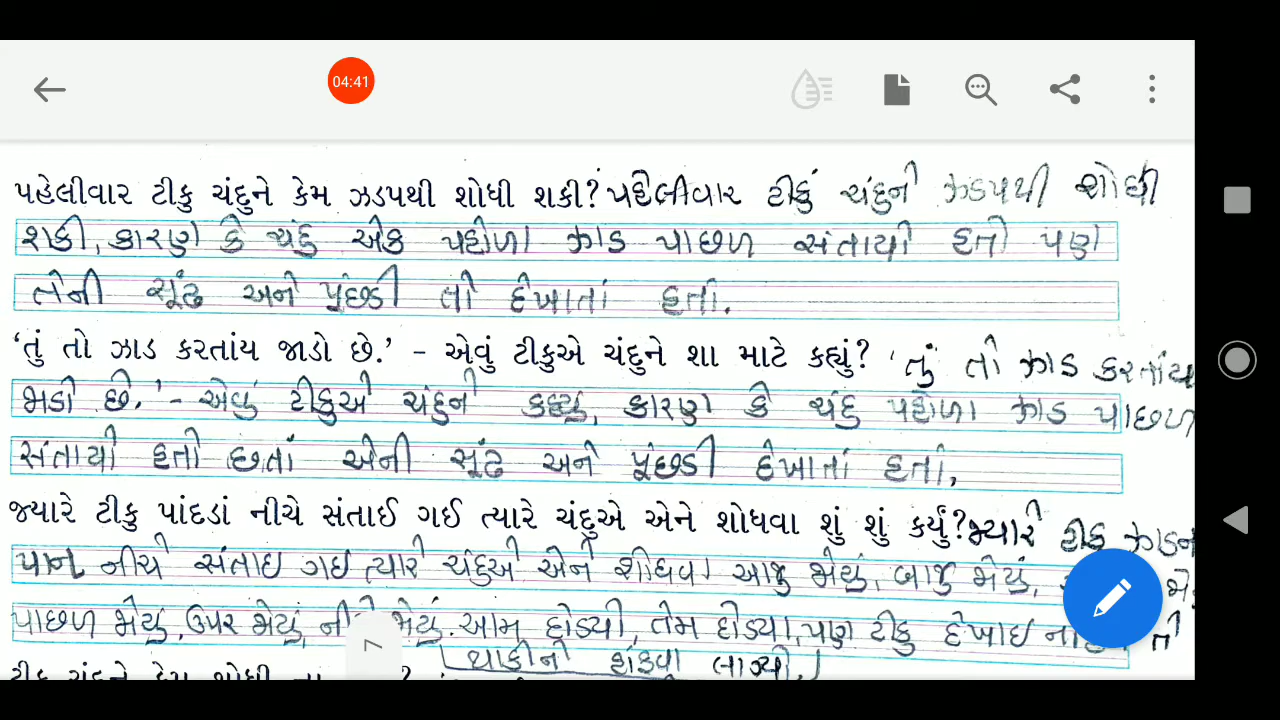 04:41
પહેલીવાર ટીકુ ચંદુને કેમ ઝડપથી શોધી શકી? પહેલીવાર ટીકું ચંદુને ઝડપથી શોધી
શકી, કારણ કે ચંદુ એક પહોળા ઝાડ પાછળ સંતાયો હતો પણ
તેની સૂંઢ અને પૂંછડી તો દેખાતાં હતાં.
'તું તો ઝાડ કરતાંય જાડો છે.' - એવું ટીકુએ ચંદુને શા માટે કહ્યું? 'તું તો ઝાડ કરતાંય
જાડો છે.' - એવું ટીકુએ ચંદુને કહ્યું, કારણ કે ચંદુ પહોળા ઝાડ પાછળ
સંતાયો હતો છતાં એની સૂંઢ અને પૂંછડી દેખાતાં હતાં.
જ્યારે ટીકુ પાંદડાં નીચે સંતાઈ ગઈ ત્યારે ચંદુએ એને શોધવા શું શું કર્યું? જ્યારે ટીકુ
પાન નીચે સંતાઇ ગઇ ત્યારે ચંદુએ એને શોધવા આજુ જોયું, બાજુ જોયું,
પાછળ જોયું, ઉપર જોયું, જોયું. આમ દોડયો, તેમ દોડયો, પણ ટીકુ દેખાઇ
થાકીને લાગ્યો.